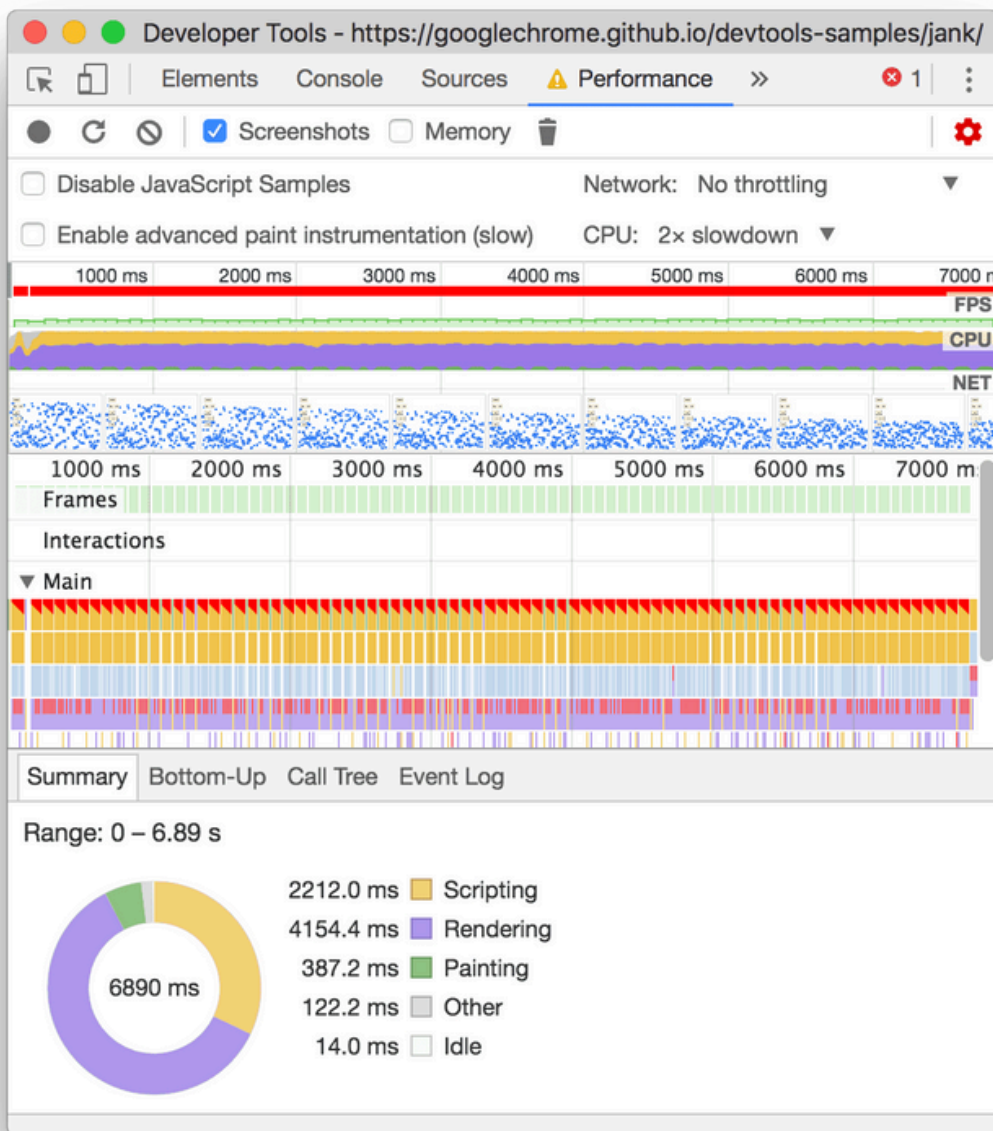 Developer Tools - https://googlechrome.github.io/devtools-samples/jank/
Elements Console Sources Performance » 1
Screenshots Memory
Disable JavaScript Samples Network: No throttling
Enable advanced paint instrumentation (slow) CPU: 2× slowdown
1000 ms 2000 ms 3000 ms 4000 ms 5000 ms 6000 ms 7000 m
FPS
CPU
NET
1000 ms 2000 ms 3000 ms 4000 ms 5000 ms 6000 ms 7000 m
Frames
Interactions
Main
Summary Bottom-Up Call Tree Event Log
Range: 0 – 6.89 s
2212.0 ms Scripting
4154.4 ms Rendering
6890 ms
387.2 ms Painting
122.2 ms Other
14.0 ms Idle